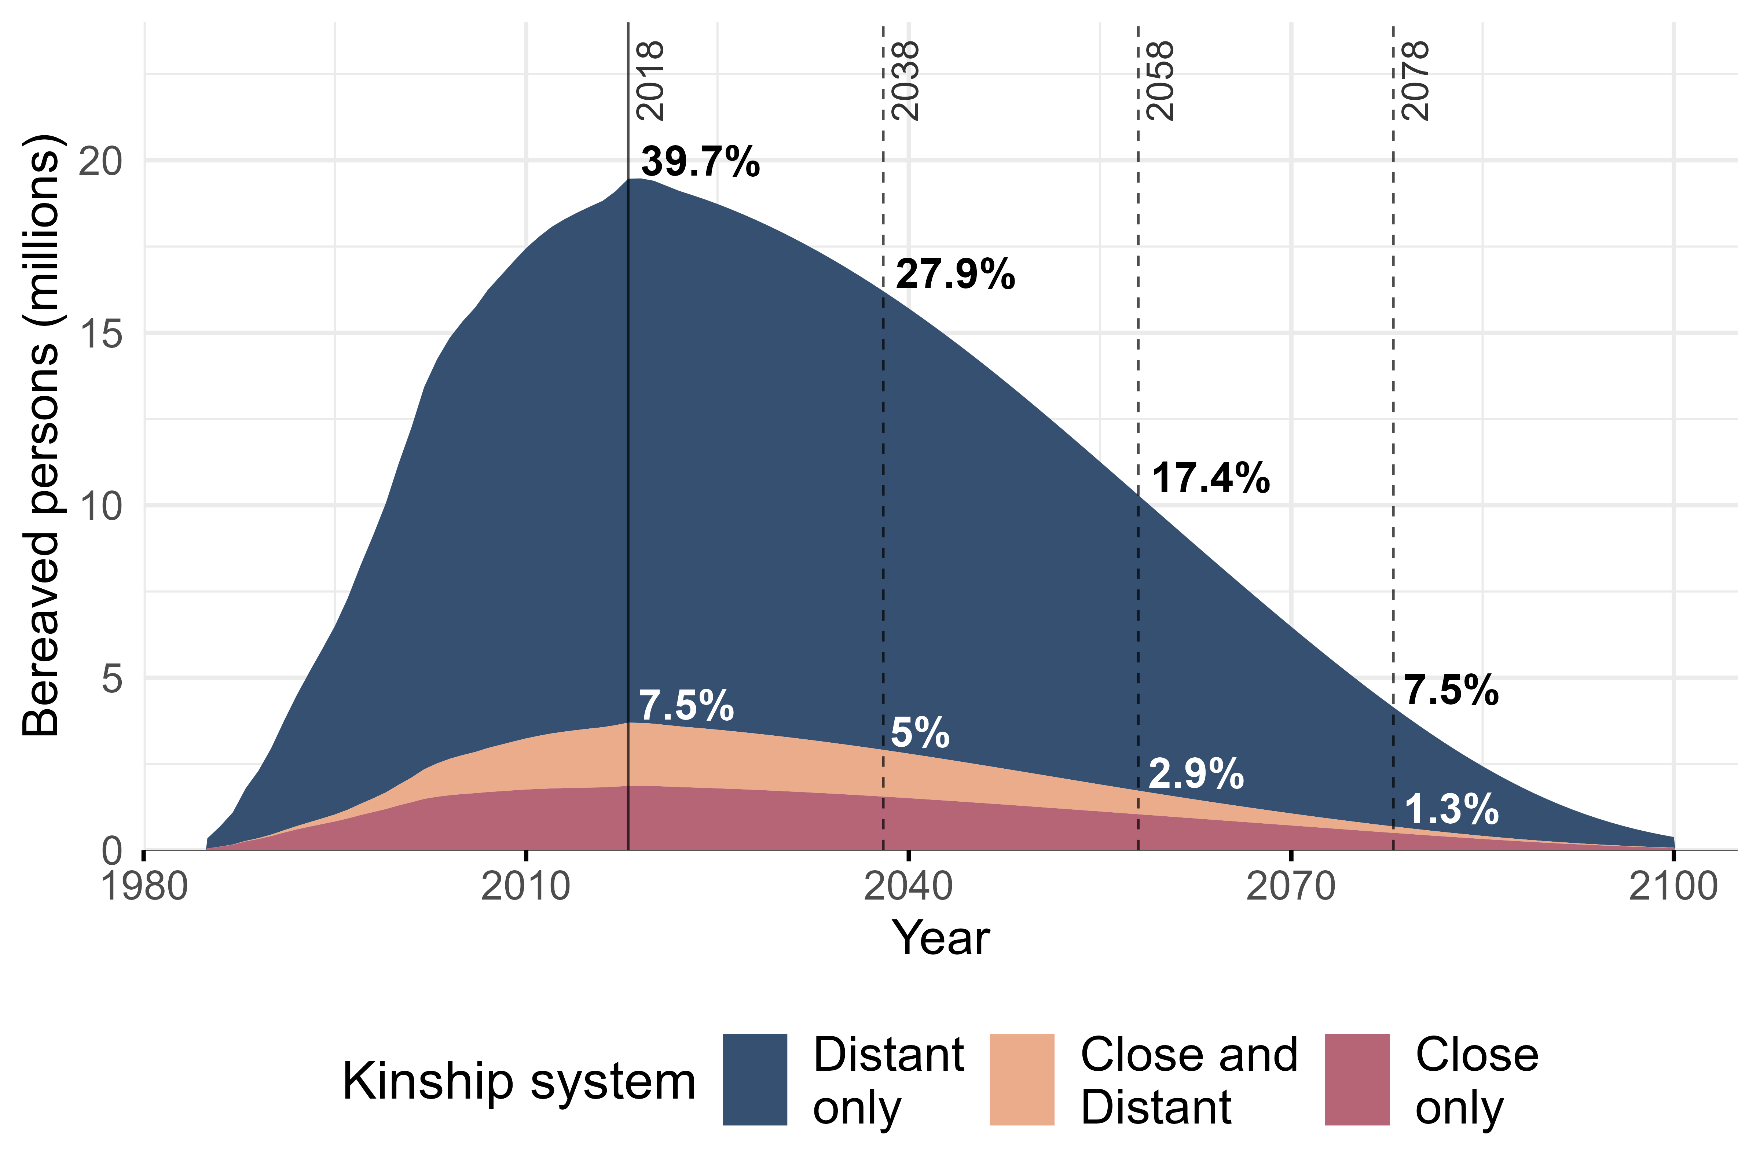 2018
2038
2058
2078
Bereaved persons (millions)
20
15
10
5
0
39.7%
27.9%
17.4%
7.5%
7.5%
5%
2.9%
1.3%
1980
2010
2040
2070
2100
Year
Kinship system
Distant
only
Close and
Distant
Close
only